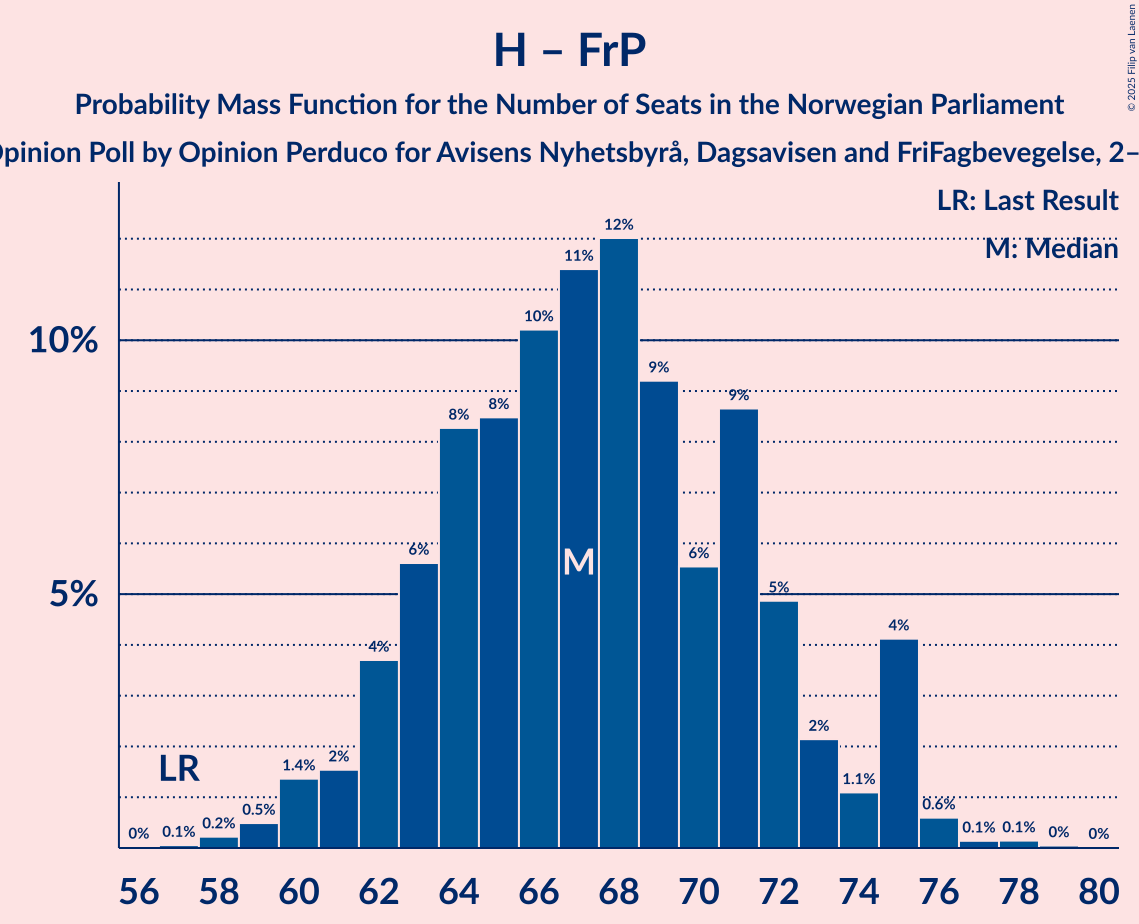 H – FrP
Probability Mass Function for the Number of Seats in the Norwegian Parliament
Opinion Poll by Opinion Perduco for Avisens Nyhetsbyrå, Dagsavisen and FriFagbevegelse, 2–
© 2025 Filip van Laenen
LR: Last Result
M: Median
10%
5%
0% 0.1% 0.2% 0.5% 1.4% 2% 4% 6% 8% 8% 10% 11% 12% 9% 6% 9% 5% 2% 1.1% 4% 0.6% 0.1% 0.1% 0% 0%
LR
M
56 58 60 62 64 66 68 70 72 74 76 78 80